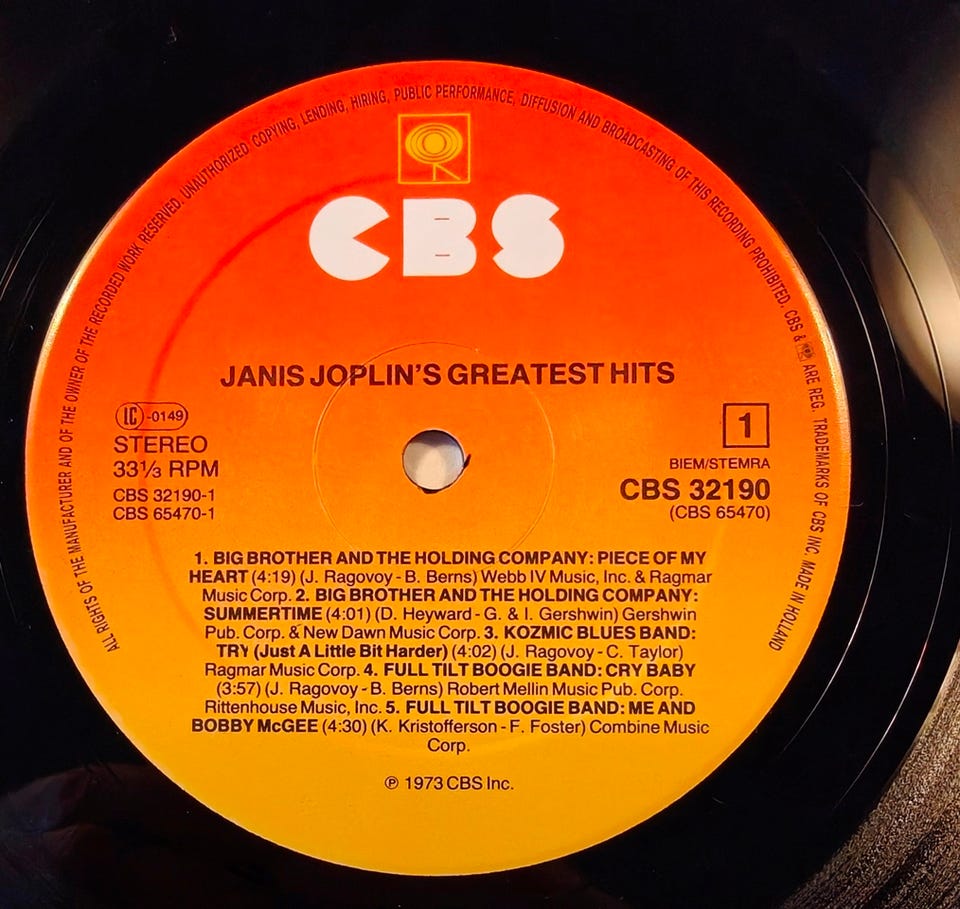 ALL RIGHTS OF THE MANUFACTURER AND OF THE OWNER OF THE RECORDED WORK RESERVED. UNAUTHORIZED COPYING, LENDING, HIRING, PUBLIC PERFORMANCE, DIFFUSION AND BROADCASTING OF THIS RECORDING PROHIBITED. CBS & ARE REG. TRADEMARKS OF CBS INC. MADE IN HOLLAND
CBS
JANIS JOPLIN'S GREATEST HITS
LC -0149
STEREO
33⅓ RPM
CBS 32190-1
CBS 65470-1
1
BIEM/STEMRA
CBS 32190
(CBS 65470)
1. BIG BROTHER AND THE HOLDING COMPANY: PIECE OF MY
HEART (4:19) (J. Ragovoy - B. Berns) Webb IV Music, Inc. & Ragmar
Music Corp. 2. BIG BROTHER AND THE HOLDING COMPANY:
SUMMERTIME (4:01) (D. Heyward - G. & I. Gershwin) Gershwin
Pub. Corp. & New Dawn Music Corp. 3. KOZMIC BLUES BAND:
TRY (Just A Little Bit Harder) (4:02) (J. Ragovoy - C. Taylor)
Ragmar Music Corp. 4. FULL TILT BOOGIE BAND: CRY BABY
(3:57) (J. Ragovoy - B. Berns) Robert Mellin Music Pub. Corp.
Rittenhouse Music, Inc. 5. FULL TILT BOOGIE BAND: ME AND
BOBBY McGEE (4:30) (K. Kristofferson - F. Foster) Combine Music
Corp.
℗ 1973 CBS Inc.